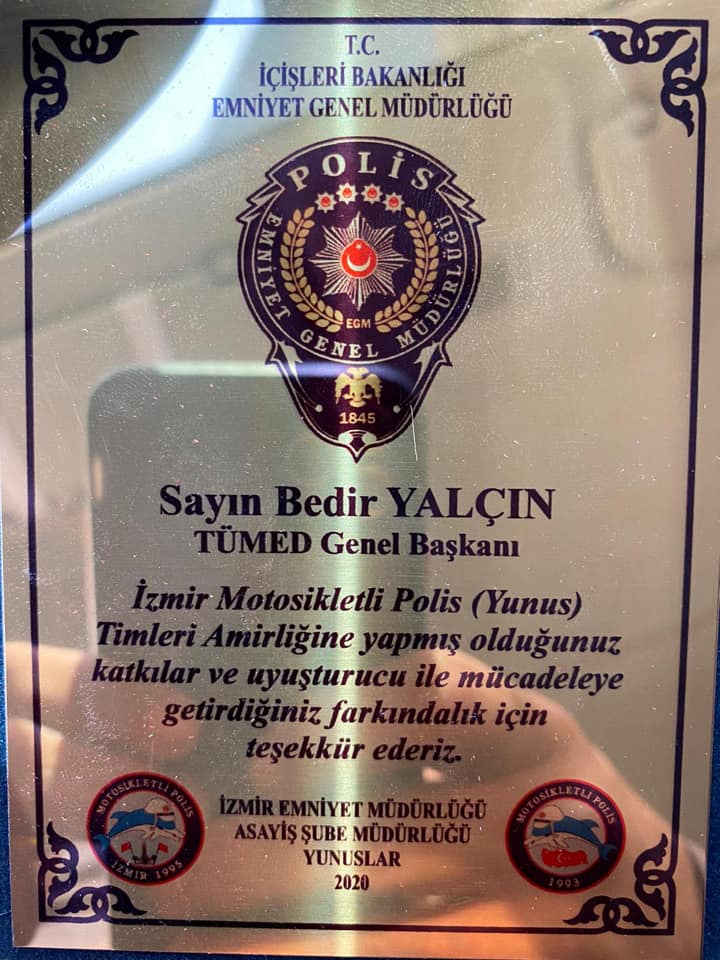 T.C.
İÇİŞLERİ BAKANLIĞI
EMNİYET GENEL MÜDÜRLÜĞÜ
POLİS
EMNİYET GENEL MÜDÜRLÜĞÜ
EGM
1845
Sayın Bedir YALÇIN
TÜMED Genel Başkanı
İzmir Motosikletli Polis (Yunus)
Timleri Amirliğine yapmış olduğunuz
katkılar ve uyuşturucu ile mücadeleye
getirdiğiniz farkındalık için
teşekkür ederiz.
MOTOSİKLETLİ POLİS
İZMİR 1995
İZMİR EMNİYET MÜDÜRLÜĞÜ
ASAYİŞ ŞUBE MÜDÜRLÜĞÜ
YUNUSLAR
2020
MOTOSİKLETLİ POLİS
1993